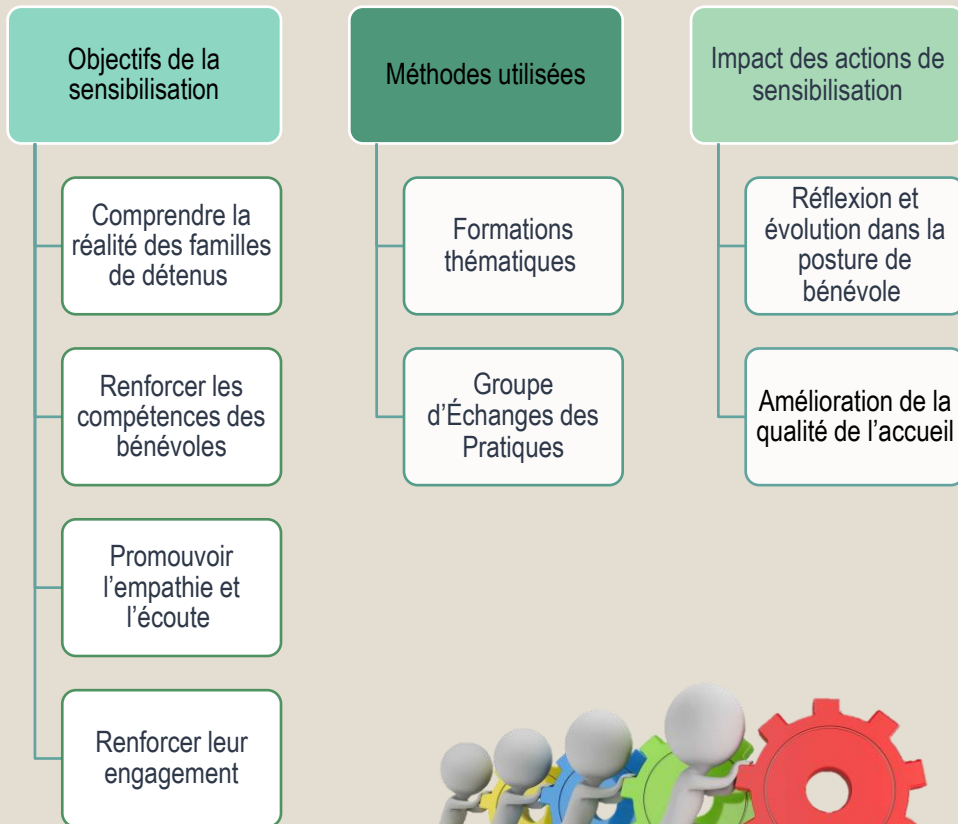 Objectifs de la
sensibilisation
Comprendre la
réalité des familles
de détenus
Renforcer les
compétences des
bénévoles
Promouvoir
l’empathie et
l’écoute
Renforcer leur
engagement
Méthodes utilisées
Formations
thématiques
Groupe
d’Échanges des
Pratiques
Impact des actions de
sensibilisation
Réflexion et
évolution dans la
posture de
bénévole
Amélioration de la
qualité de l’accueil